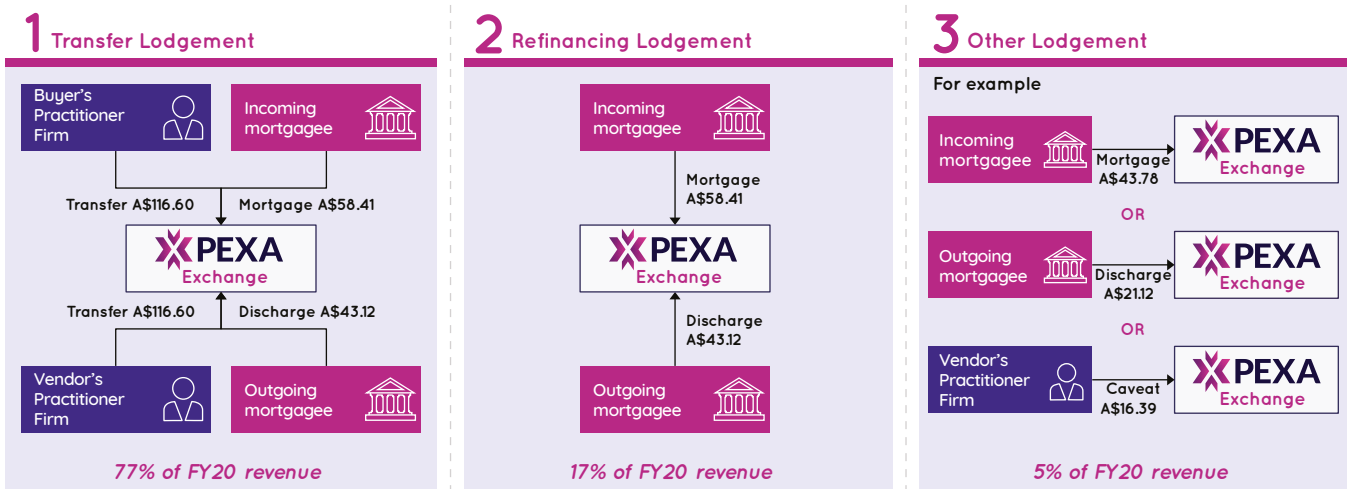 1 Transfer Lodgement
Buyer's
Practitioner
Firm
Incoming
mortgagee
Transfer A$116.60
Mortgage A$58.41
PEXA
Exchange
Transfer A$116.60
Discharge A$43.12
Vendor's
Practitioner
Firm
Outgoing
mortgagee
77% of FY20 revenue
2 Refinancing Lodgement
Incoming
mortgagee
Mortgage
A$58.41
PEXA
Exchange
Discharge
A$43.12
Outgoing
mortgagee
17% of FY20 revenue
3 Other Lodgement
For example
Incoming
mortgagee
Mortgage
A$43.78
PEXA
Exchange
OR
Outgoing
mortgagee
Discharge
A$21.12
PEXA
Exchange
OR
Vendor's
Practitioner
Firm
Caveat
A$16.39
PEXA
Exchange
5% of FY20 revenue